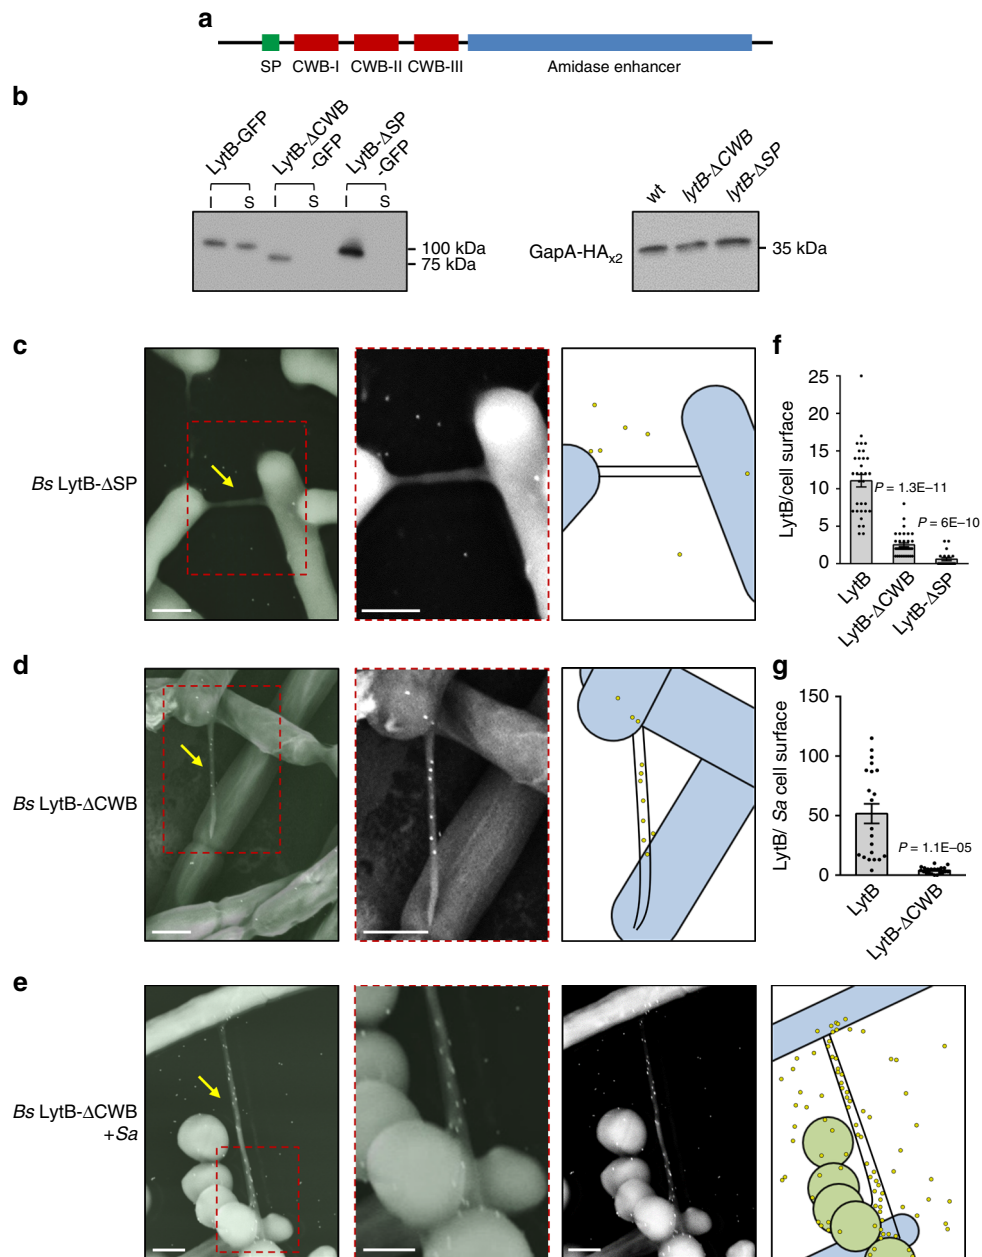 a
SP CWB-I CWB-II CWB-III Amidase enhancer
b
LytB-GFP
LytB-ΔCWB
-GFP
LytB-ΔSP
-GFP
I S I S I S
100 kDa
75 kDa
wt
lytB-ΔCWB
lytB-ΔSP
GapA-HAx2
35 kDa
c
Bs LytB-ΔSP
f
LytB/cell surface
25
20
15
10
5
0
P = 1.3E–11
P = 6E–10
LytB
LytB-ΔCWB
LytB-ΔSP
d
Bs LytB-ΔCWB
g
LytB/ Sa cell surface
150
100
50
0
P = 1.1E–05
LytB
LytB-ΔCWB
e
Bs LytB-ΔCWB
+Sa